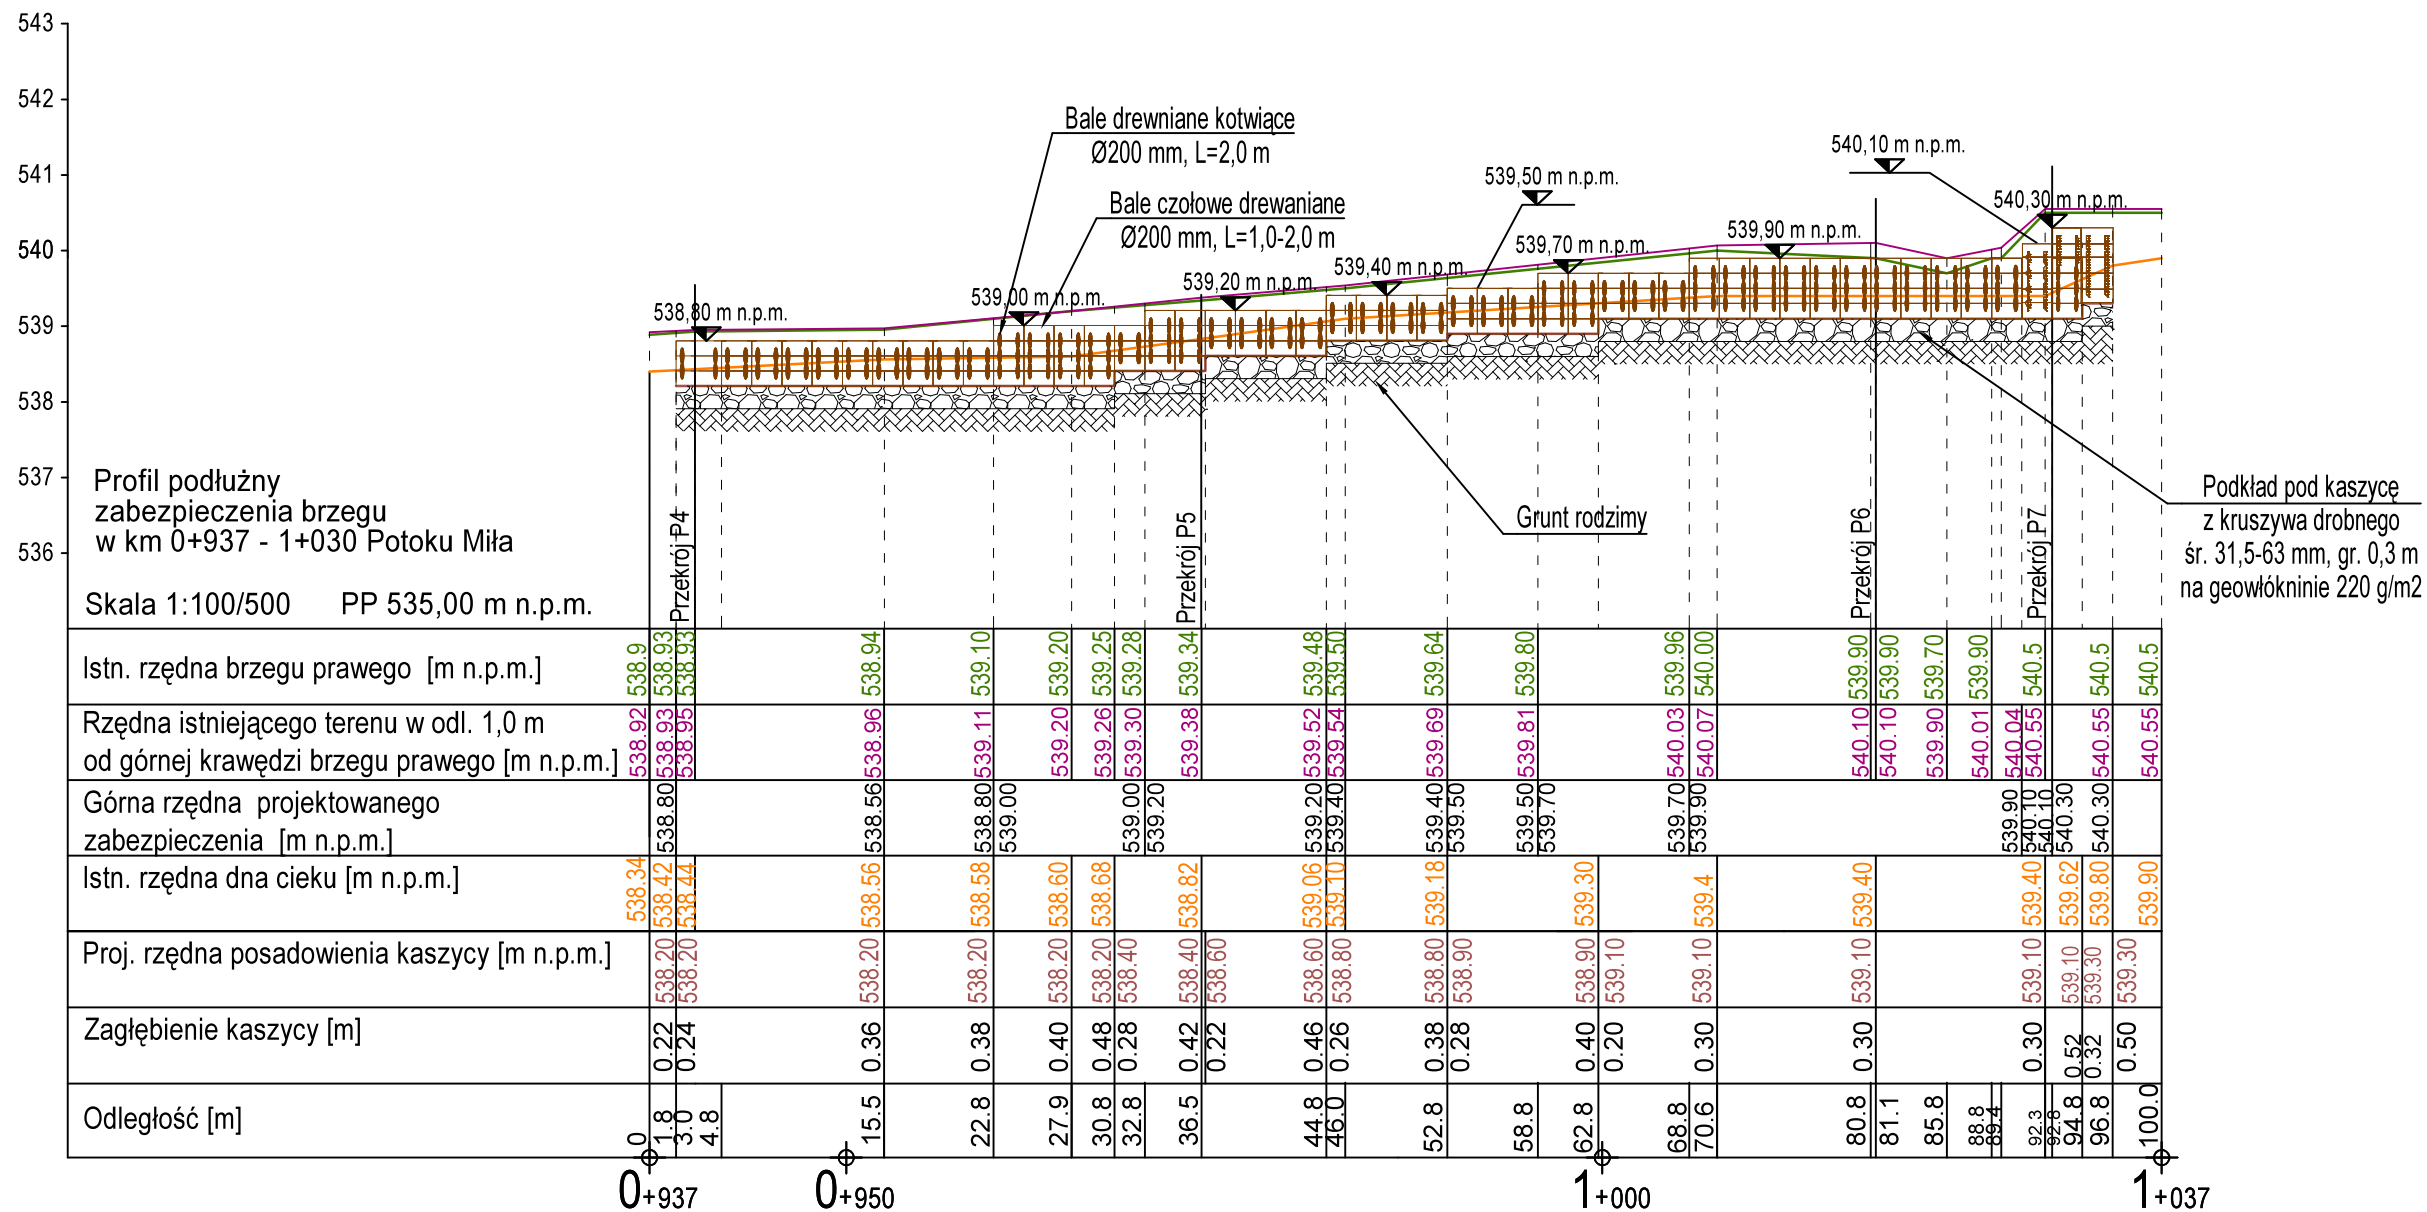 543
542
541
540
539
538
537
536
Bale drewniane kotwiące
Ø200 mm, L=2,0 m
Bale czołowe drewaniane
Ø200 mm, L=1,0-2,0 m
538,80 m n.p.m.
539,00 m n.p.m.
539,20 m n.p.m.
539,40 m n.p.m.
539,50 m n.p.m.
539,70 m n.p.m.
539,90 m n.p.m.
540,10 m n.p.m.
540,30 m n.p.m.
Grunt rodzimy
Podkład pod kaszycę
z kruszywa drobnego
śr. 31,5-63 mm, gr. 0,3 m
na geowłókninie 220 g/m2
Profil podłużny
zabezpieczenia brzegu
w km 0+937 - 1+030 Potoku Miła
Skala 1:100/500 PP 535,00 m n.p.m.
Przekrój P4
Przekrój P5
Przekrój P6
Przekrój P7
Istn. rzędna brzegu prawego [m n.p.m.]
538.9 538.93 538.93 538.94 539.10 539.20 539.25 539.28 539.34 539.48 539.50 539.64 539.80 539.96 540.00 539.90 539.90 539.70 539.90 540.5 540.5 540.5
Rzędna istniejącego terenu w odl. 1,0 m
od górnej krawędzi brzegu prawego [m n.p.m.]
538.92 538.93 538.95 538.96 539.11 539.20 539.26 539.30 539.38 539.52 539.54 539.69 539.81 540.03 540.07 540.10 540.10 539.90 540.01 540.04 540.55 540.55 540.55
Górna rzędna projektowanego
zabezpieczenia [m n.p.m.]
538.80 538.56 538.80 539.00 539.00 539.20 539.20 539.40 539.40 539.50 539.50 539.70 539.70 539.90 539.90 540.10 540.10 540.30 540.30
Istn. rzędna dna cieku [m n.p.m.]
538.34 538.42 538.44 538.56 538.58 538.60 538.68 538.82 539.06 539.10 539.18 539.30 539.4 539.40 539.40 539.62 539.80 539.90
Proj. rzędna posadowienia kaszycy [m n.p.m.]
538.20 538.20 538.20 538.20 538.20 538.20 538.40 538.40 538.60 538.60 538.80 538.80 538.90 538.90 539.10 539.10 539.10 539.10 539.10 539.30 539.30
Zagłębienie kaszycy [m]
0.22 0.24 0.36 0.38 0.40 0.48 0.28 0.42 0.22 0.46 0.26 0.38 0.28 0.40 0.20 0.30 0.30 0.30 0.52 0.32 0.50
Odległość [m]
0 1.8 3.0 4.8 15.5 22.8 27.9 30.8 32.8 36.5 44.8 46.0 52.8 58.8 62.8 68.8 70.6 80.8 81.1 85.8 88.8 89.4 92.3 92.8 94.8 96.8 100.0
0+937 0+950 1+000 1+037